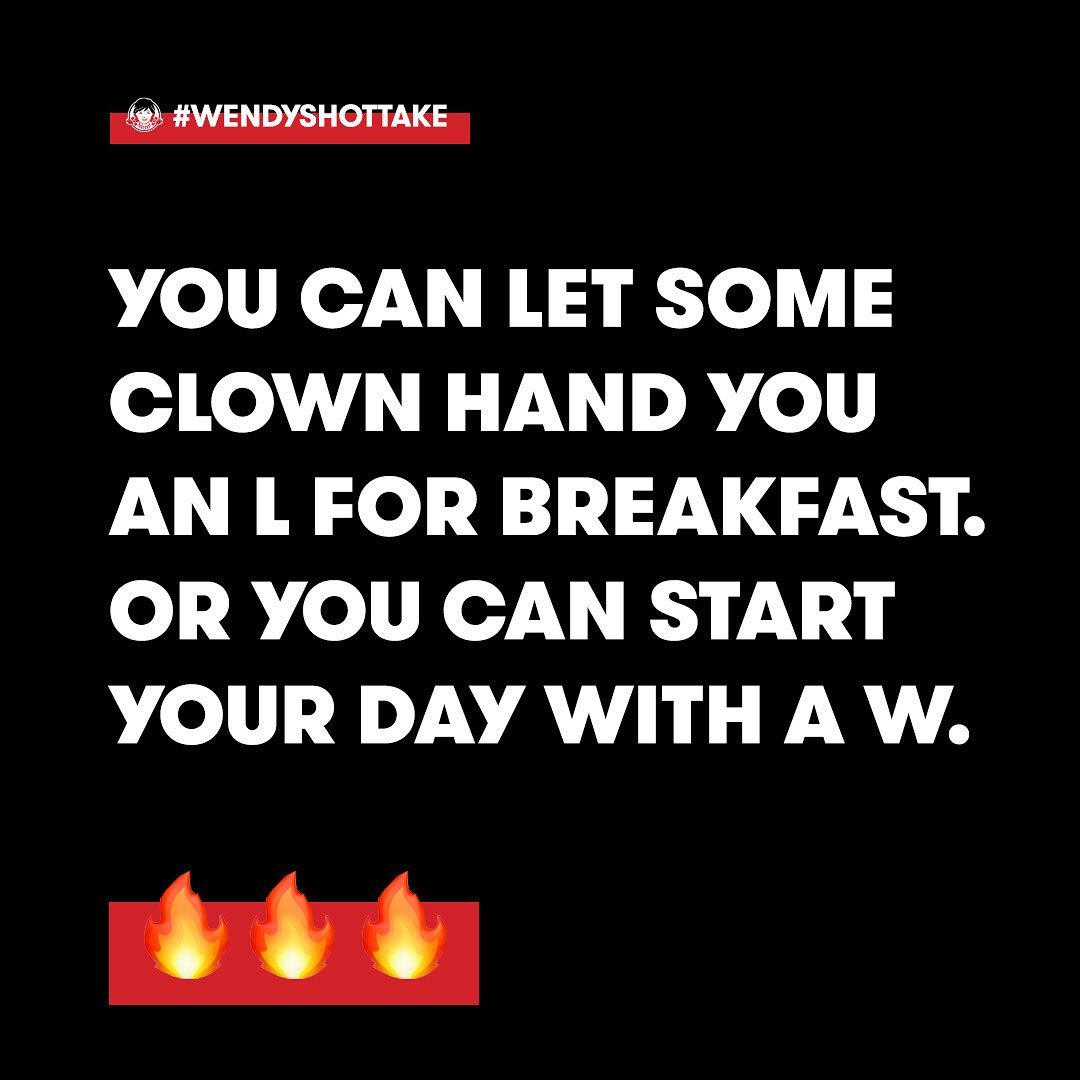 #WENDYSHOTTAKE
YOU CAN LET SOME
CLOWN HAND YOU
AN L FOR BREAKFAST.
OR YOU CAN START
YOUR DAY WITH A W.